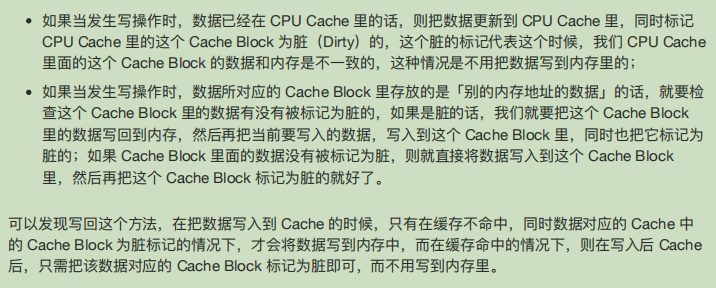 • 如果当发生写操作时，数据已经在 CPU Cache 里的话，则把数据更新到 CPU Cache 里，同时标记
CPU Cache 里的这个 Cache Block 为脏（Dirty）的，这个脏的标记代表这个时候，我们 CPU Cache
里面的这个 Cache Block 的数据和内存是不一致的，这种情况是不用把数据写到内存里的；
• 如果当发生写操作时，数据所对应的 Cache Block 里存放的是「别的内存地址的数据」的话，就要检
查这个 Cache Block 里的数据有没有被标记为脏的，如果是脏的话，我们就要把这个 Cache Block
里的数据写回到内存，然后再把当前要写入的数据，写入到这个 Cache Block 里，同时也把它标记为
脏的；如果 Cache Block 里面的数据没有被标记为脏，则就直接将数据写入到这个 Cache Block
里，然后再把这个 Cache Block 标记为脏的就好了。
可以发现写回这个方法，在把数据写入到 Cache 的时候，只有在缓存不命中，同时数据对应的 Cache 中
的 Cache Block 为脏标记的情况下，才会将数据写到内存中，而在缓存命中的情况下，则在写入后 Cache
后，只需把该数据对应的 Cache Block 标记为脏即可，而不用写到内存里。